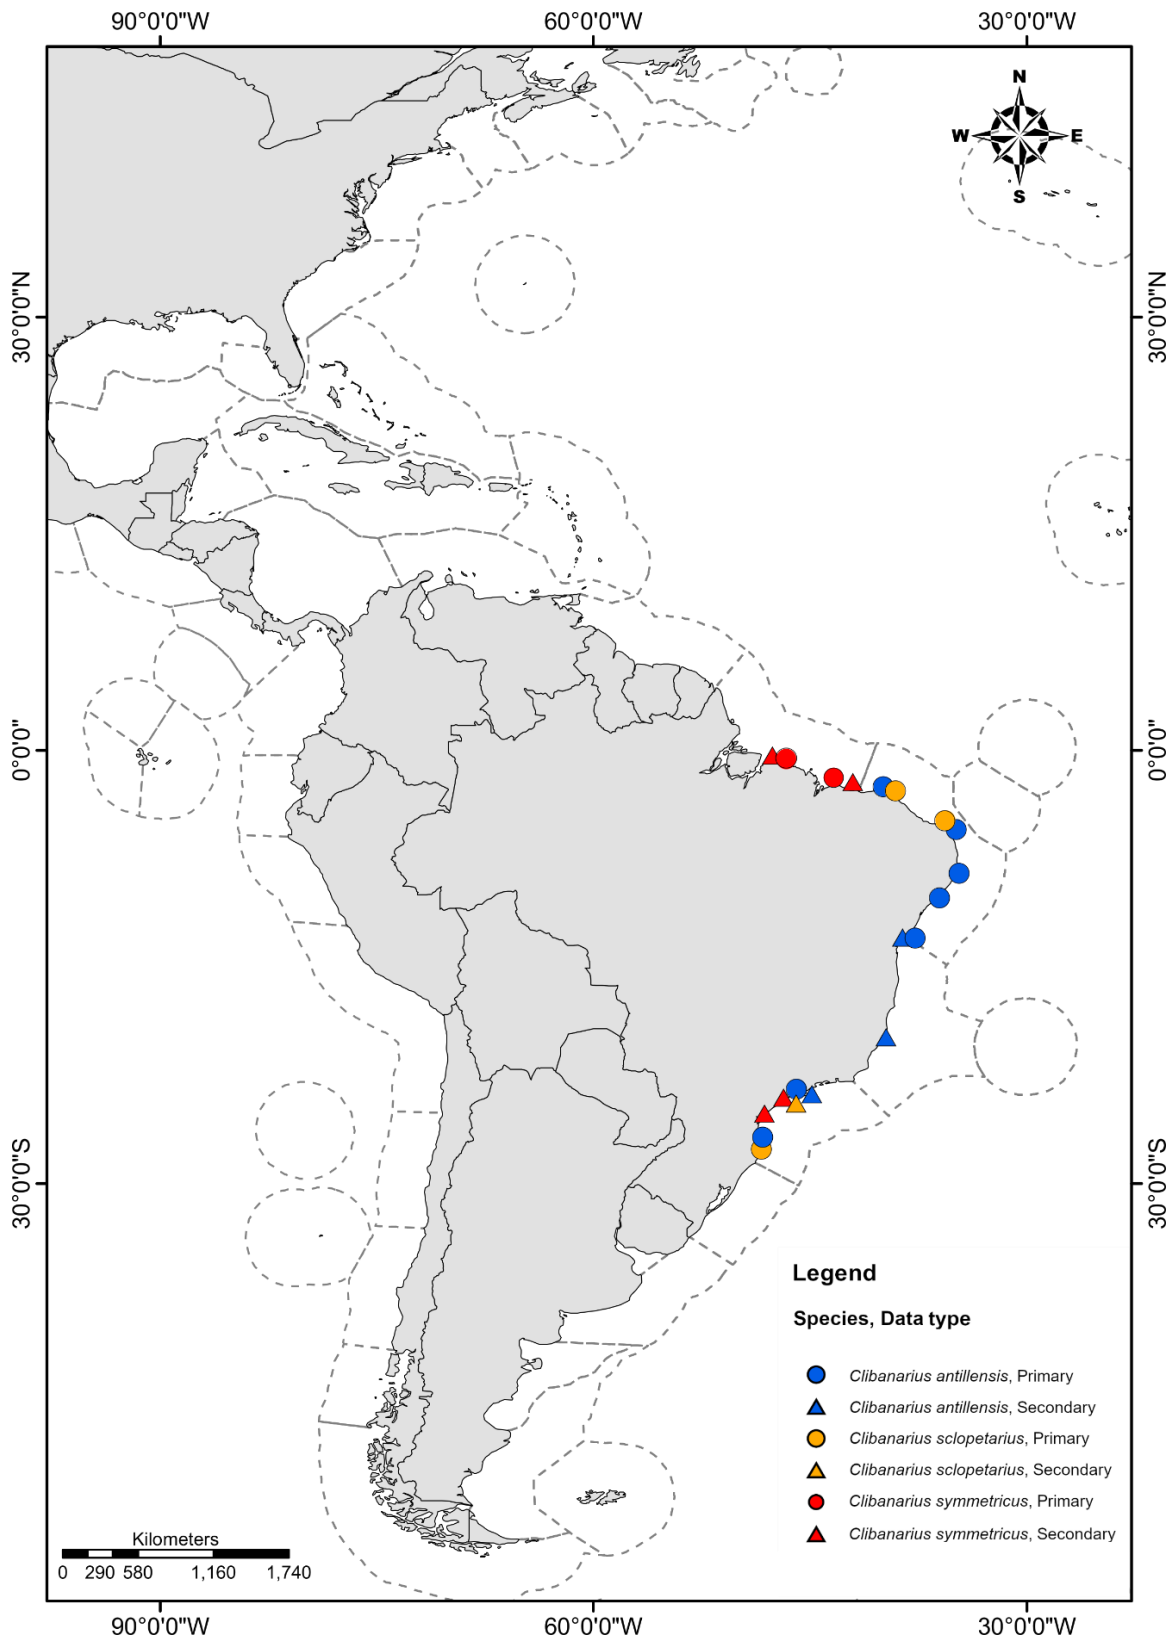 90°0'0"W 60°0'0"W 30°0'0"W
N
W E
S
30°0'0"N 30°0'0"N
0°0'0" 0°0'0"
30°0'0"S 30°0'0"S
Legend
Species, Data type
Clibanarius antillensis, Primary
Clibanarius antillensis, Secondary
Clibanarius sclopetarius, Primary
Clibanarius sclopetarius, Secondary
Clibanarius symmetricus, Primary
Clibanarius symmetricus, Secondary
Kilometers
0 290 580 1,160 1,740
90°0'0"W 60°0'0"W 30°0'0"W